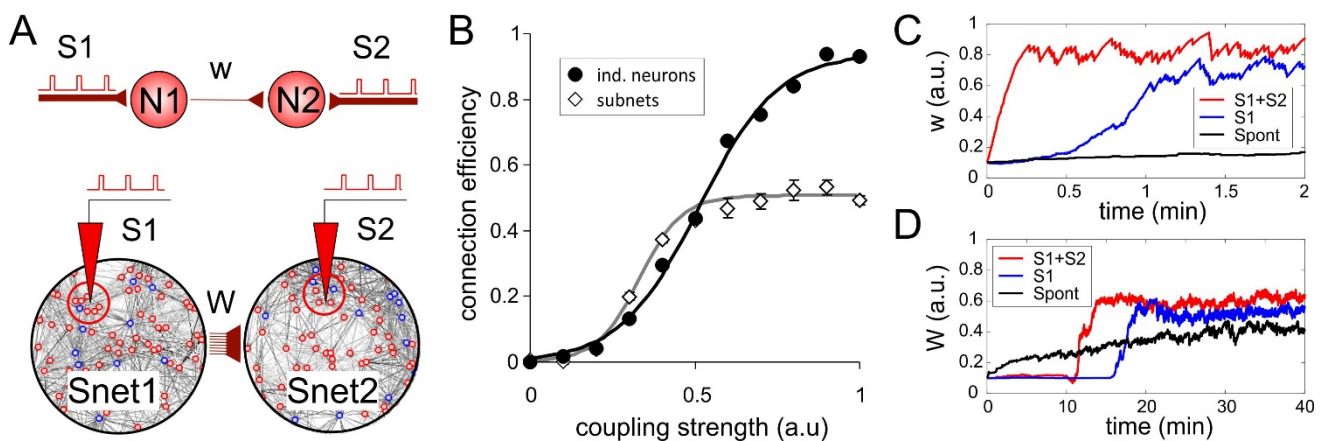 A
S1
S2
w
N1
N2
S1
S2
W
Snet1
Snet2
B
connection efficiency
1
0.8
0.6
0.4
0.2
0
ind. neurons
subnets
0
0.5
1
coupling strength (a.u)
C
w (a.u.)
1
0.8
0.6
0.4
0.2
0
S1+S2
S1
Spont
0
0.5
1
1.5
2
time (min)
D
W (a.u.)
1
0.8
0.6
0.4
0.2
0
S1+S2
S1
Spont
0
10
20
30
40
time (min)